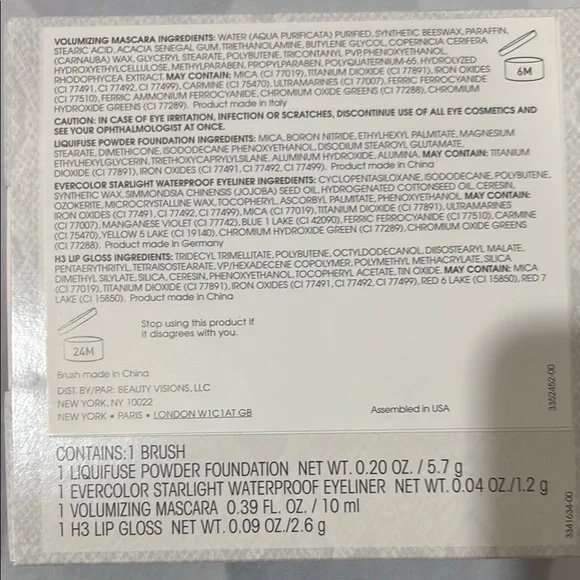 VOLUMIZING MASCARA INGREDIENTS: WATER (AQUA PURIFICATA) PURIFIED, SYNTHETIC BEESWAX, PARAFFIN,
STEARIC ACID, ACACIA SENEGAL GUM, TRIETHANOLAMINE, BUTYLENE GLYCOL, COPERNICIA CERIFERA
(CARNAUBA) WAX, GLYCERYL STEARATE, POLYBUTENE, TRICONTANYL PVP, PHENOXYETHANOL,
HYDROXYETHYLCELLULOSE, METHYLPARABEN, PROPYLPARABEN, POLYQUATERNIUM-65, HYDROLYZED
RHODOPHYCEA EXTRACT. MAY CONTAIN: MICA (CI 77019), TITANIUM DIOXIDE (CI 77891), IRON OXIDES
(CI 77491, CI 77492, CI 77499), CARMINE (CI 75470), ULTRAMARINES (CI 77007), FERRIC FERROCYANIDE
(CI 77510), FERRIC AMMONIUM FERROCYANIDE, CHROMIUM OXIDE GREENS (CI 77288), CHROMIUM
HYDROXIDE GREENS (CI 77289). Product made in Italy
6M
CAUTION: IN CASE OF EYE IRRITATION, INFECTION OR SCRATCHES, DISCONTINUE USE OF ALL EYE COSMETICS AND
SEE YOUR OPHTHALMOLOGIST AT ONCE.
LIQUIFUSE POWDER FOUNDATION INGREDIENTS: MICA, BORON NITRIDE, ETHYLHEXYL PALMITATE, MAGNESIUM
STEARATE, DIMETHICONE, ISODODECANE PHENOXYETHANOL, DISODIUM STEAROYL GLUTAMATE,
ETHYLHEXYLGLYCERIN, TRIETHOXYCAPRYLYLSILANE, ALUMINUM HYDROXIDE, ALUMINA. MAY CONTAIN: TITANIUM
DIOXIDE (CI 77891), IRON OXIDES (CI 77491, CI 77492, CI 77499). Product made in China
EVERCOLOR STARLIGHT WATERPROOF EYELINER INGREDIENTS: CYCLOPENTASILOXANE, ISODODECANE, POLYBUTENE,
SYNTHETIC WAX, SIMMONDSIA CHINENSIS (JOJOBA) SEED OIL, HYDROGENATED COTTONSEED OIL, CERESIN,
OZOKERITE, MICROCRYSTALLINE WAX, TOCOPHERYL, ASCORBYL PALMITATE, PHENOXYETHANOL. MAY CONTAIN:
IRON OXIDES (CI 77491, CI 77492, CI 77499), MICA (CI 77019), TITANIUM DIOXIDE (CI 77891), ULTRAMARINES
(CI 77007), MANGANESE VIOLET (CI 77742), BLUE 1 LAKE (CI 42090), FERRIC FERROCYANIDE (CI 77510), CARMINE
(CI 75470), YELLOW 5 LAKE (CI 19140), CHROMIUM HYDROXIDE GREEN (CI 77289), CHROMIUM OXIDE GREENS
(CI 77288). Product made in Germany
H3 LIP GLOSS INGREDIENTS: TRIDECYL TRIMELLITATE, POLYBUTENE, OCTYLDODECANOL, DIISOSTEARYL MALATE,
PENTAERYTHRITYL, TETRAISOSTEARATE, VP/HEXADECENE COPOLYMER, POLYMETHYL METHACRYLATE, SILICA
DIMETHYL SILYLATE, SILICA, CERESIN, PHENOXYETHANOL, TOCOPHERYL ACETATE, TIN OXIDE. MAY CONTAIN: MICA
(CI 77019), TITANIUM DIOXIDE (CI 77891), IRON OXIDES (CI 77491, CI 77492, CI 77499), RED 6 LAKE (CI 15850), RED 7
LAKE (CI 15850). Product made in China
24M
Stop using this product if
it disagrees with you.
Brush made in China
DIST. BY/PAR: BEAUTY VISIONS, LLC
NEW YORK, NY 10022
NEW YORK • PARIS • LONDON W1C1AT GB
Assembled in USA
3352452-00
CONTAINS: 1 BRUSH
1 LIQUIFUSE POWDER FOUNDATION NET WT. 0.20 OZ. / 5.7 g
1 EVERCOLOR STARLIGHT WATERPROOF EYELINER NET WT. 0.04 OZ./1.2 g
1 VOLUMIZING MASCARA 0.39 FL. OZ. / 10 ml
1 H3 LIP GLOSS NET WT. 0.09 OZ./2.6 g
3341634-00